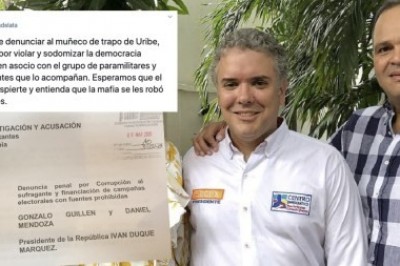 delata
e denunciar al muñeco de trapo de Uribe,
por violar y sodomizar la democracia
en asocio con el grupo de paramilitares y
ntes que lo acompañan. Esperamos que el
spierte y entienda que la mafia se les robó
es.
TIGACIÓN Y ACUSACIÓN
Denuncia penal por Corrupción al
sufragante y financiación de campañas
electorales con fuentes prohibidas
GONZALO GUILLEN y DANIEL
MENDOZA
Presidente de la República IVAN DUQUE
MARQUEZ.
CENTRO